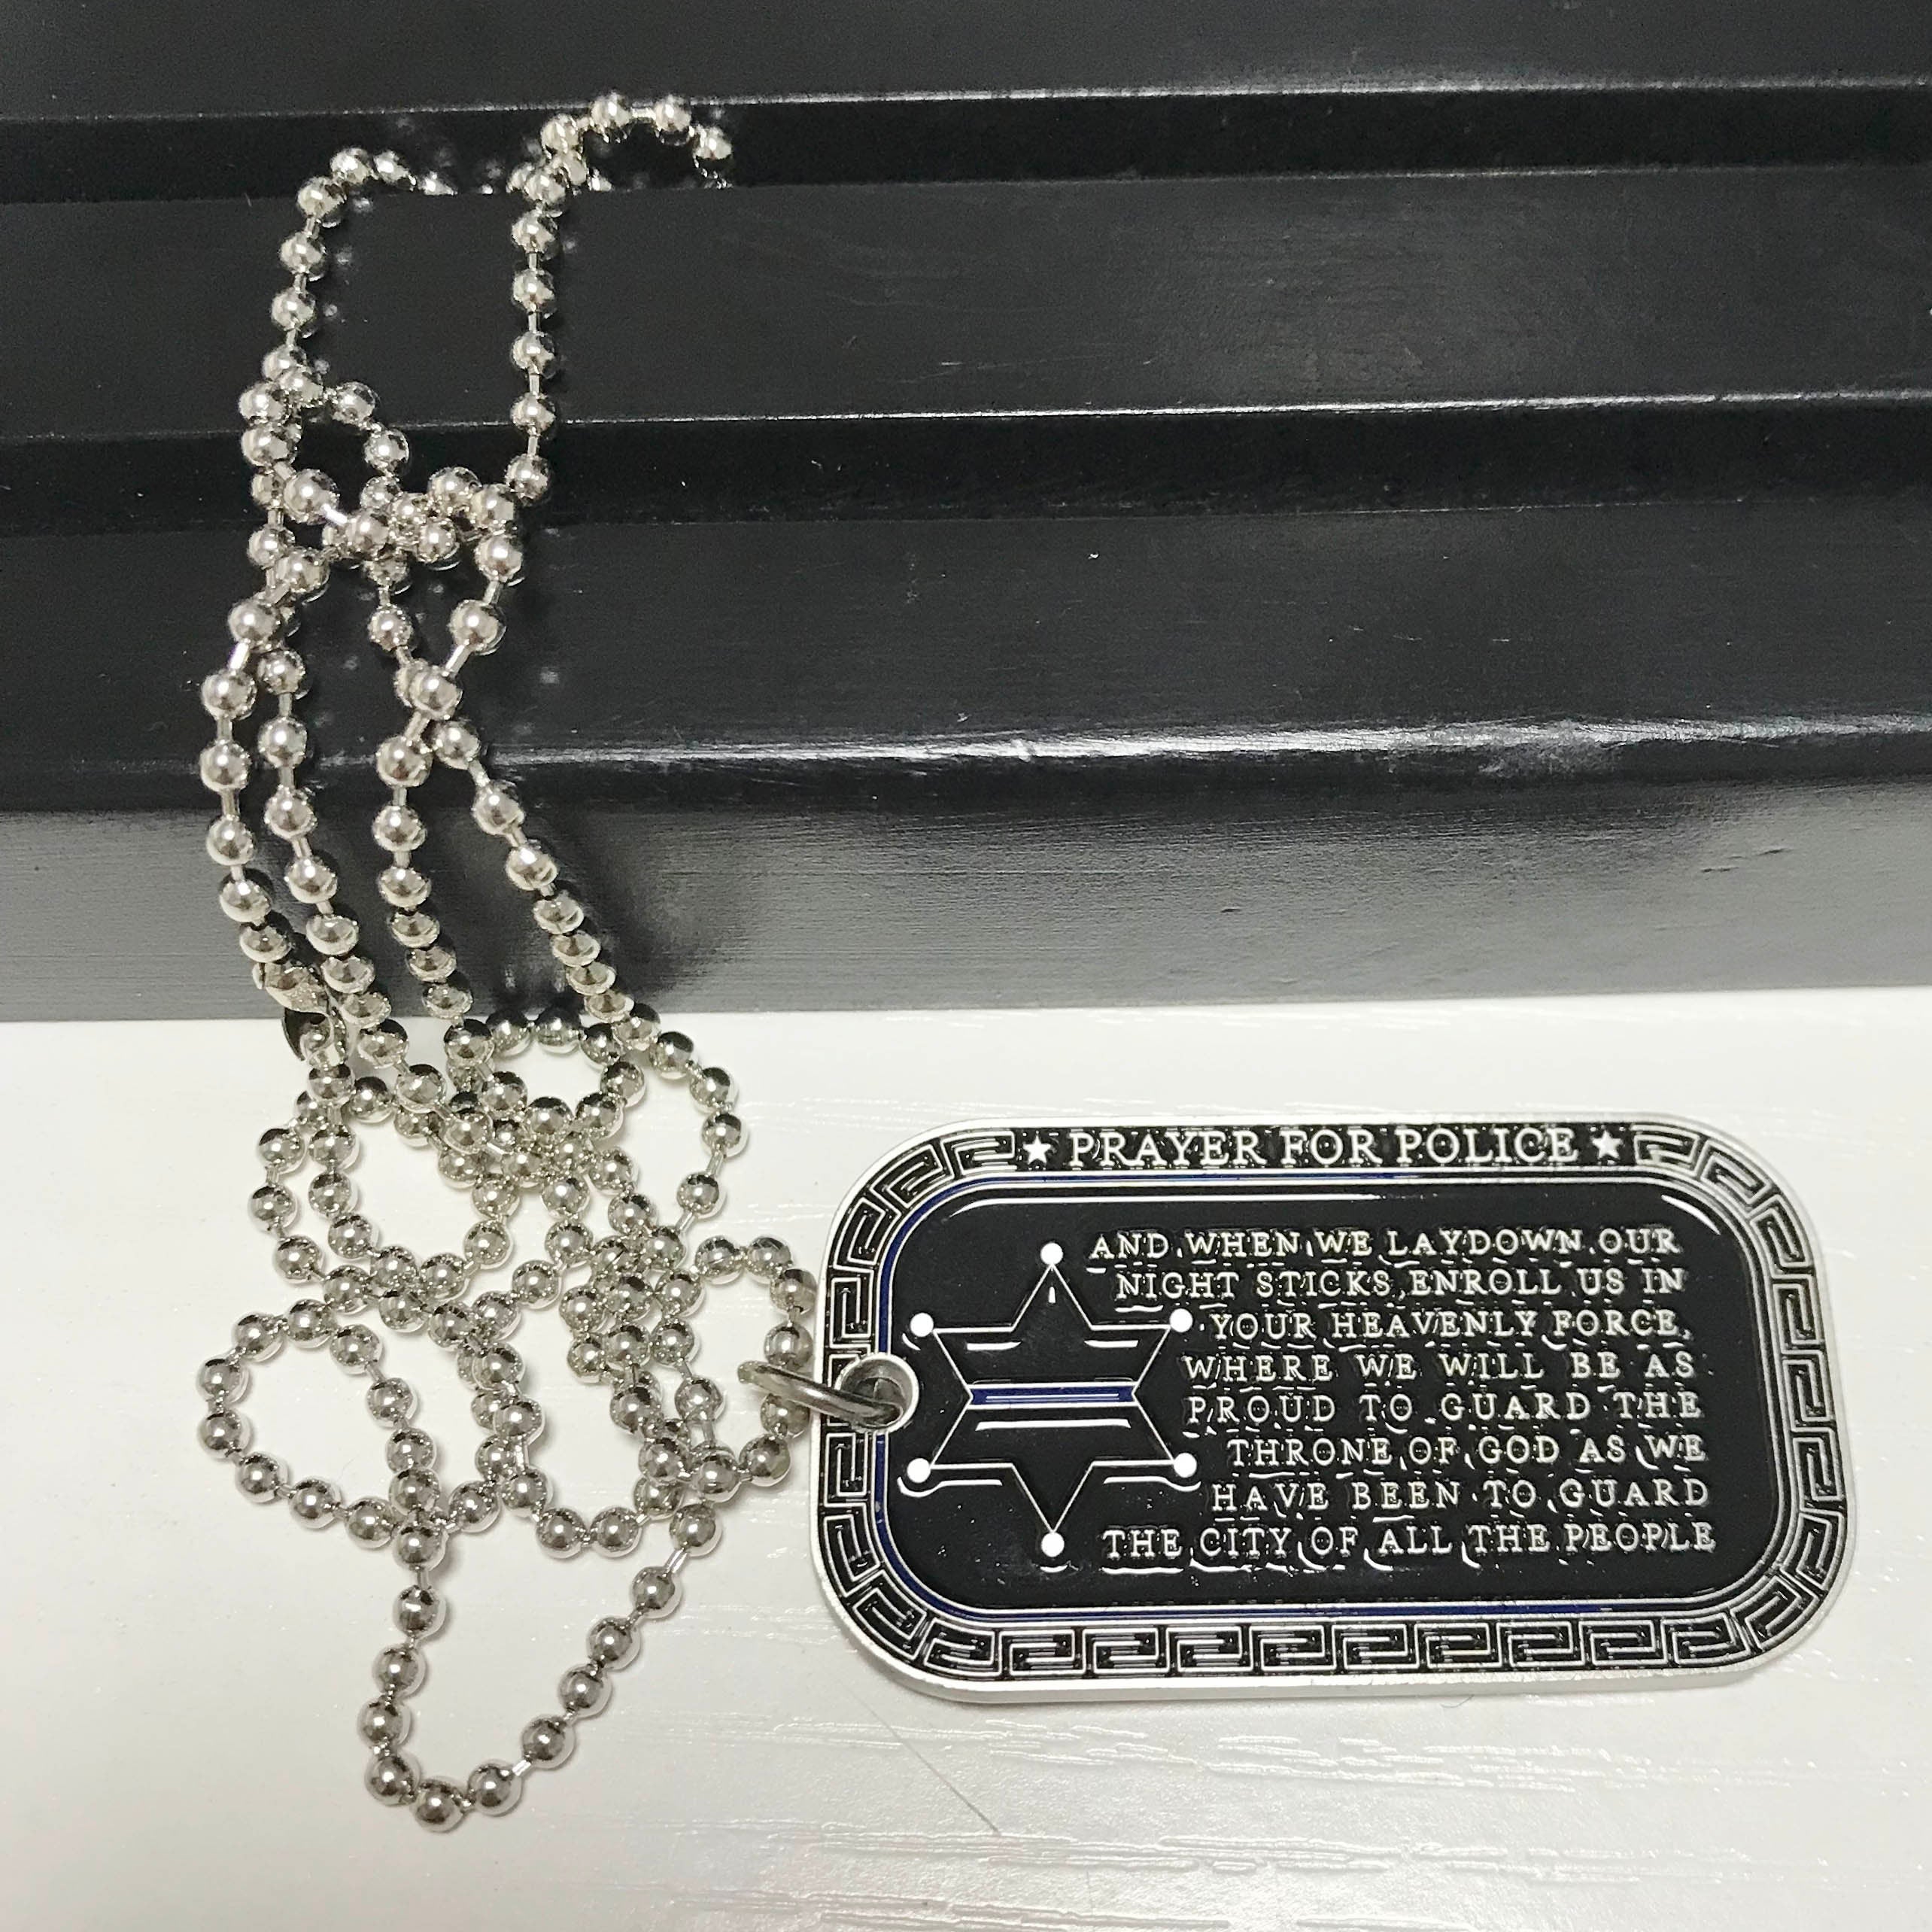 ★ PRAYER FOR POLICE ★
AND WHEN WE LAYDOWN OUR
NIGHT STICKS ENROLL US IN
YOUR HEAVENLY FORCE,
WHERE WE WILL BE AS
PROUD TO GUARD THE
THRONE OF GOD AS WE
HAVE BEEN TO GUARD
THE CITY OF ALL THE PEOPLE